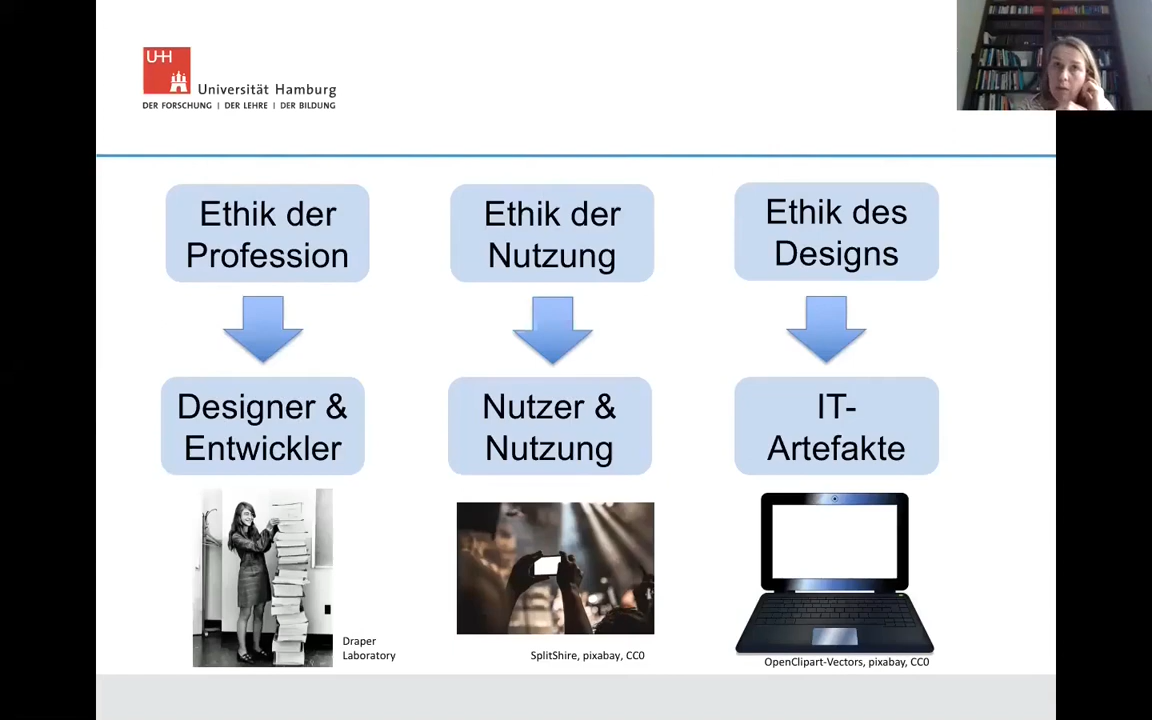 UH
Universität Hamburg
DER FORSCHUNG | DER LEHRE | DER BILDUNG
Ethik der
Profession
Ethik der
Nutzung
Ethik des
Designs
Designer &
Entwickler
Nutzer &
Nutzung
IT-
Artefakte
Draper
Laboratory
SplitShire, pixabay, CC0
OpenClipart-Vectors, pixabay, CC0